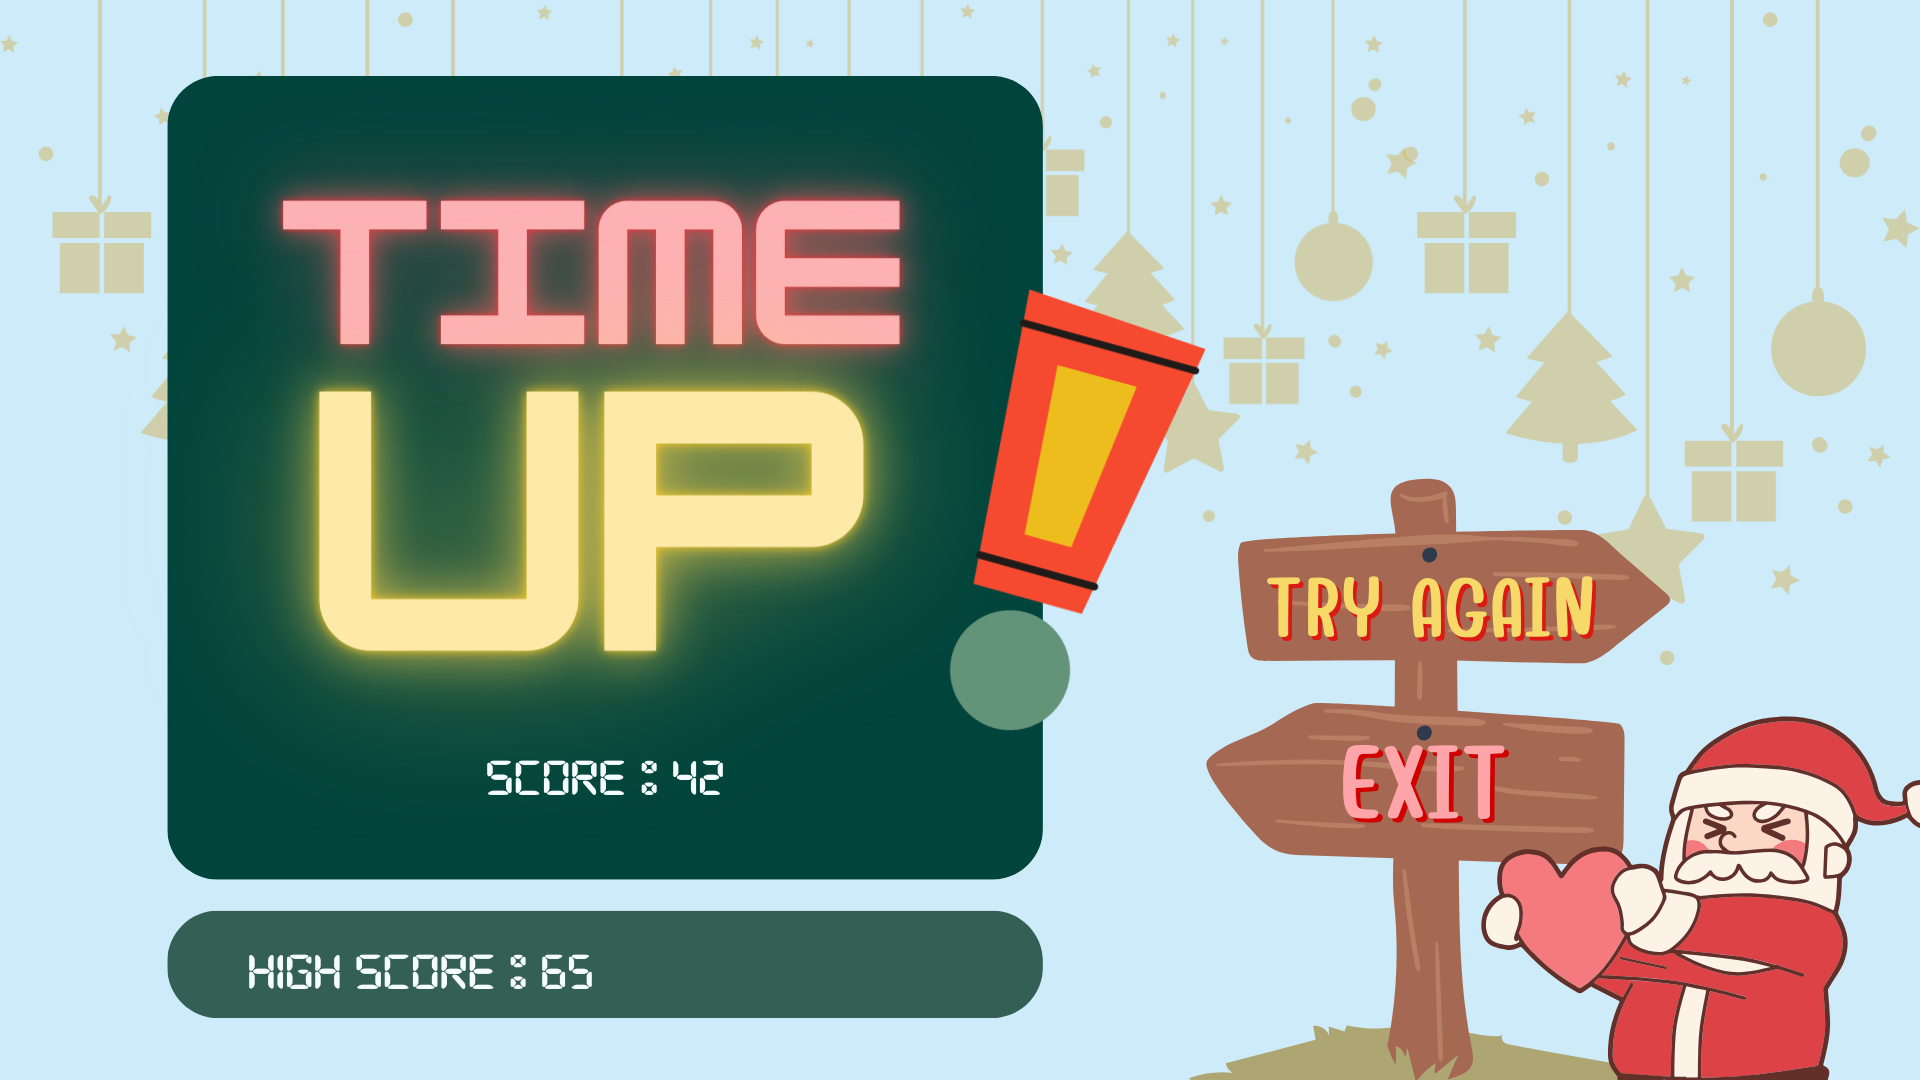 TIME
UP
SCORE : 42
HIGH SCORE : 65
TRY AGAIN
EXIT